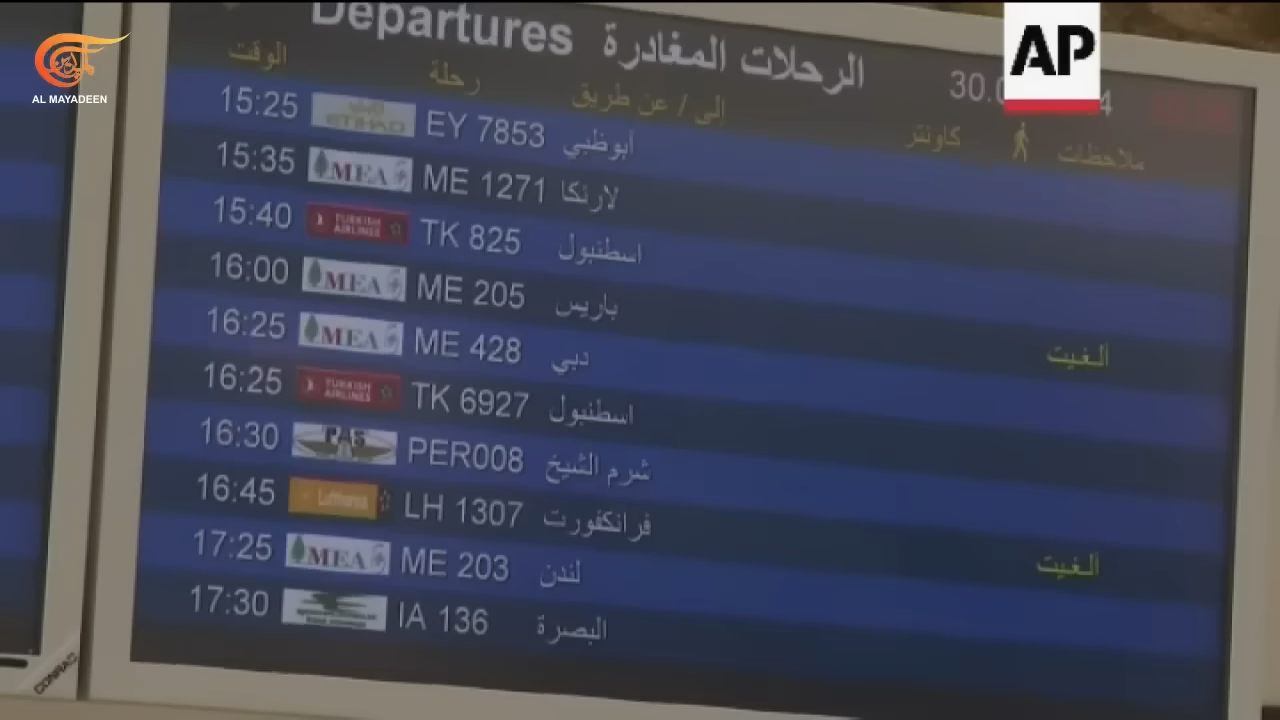 AL MAYADEEN
AP
Departures الرحلات المغادرة
الوقت رحلة إلى / عن طريق كاونتر ملاحظات
15:25 ETIHAD EY 7853 أبوظبي
15:35 MEA ME 1271 لارنكا
15:40 TURKISH AIRLINES TK 825 اسطنبول
16:00 MEA ME 205 باريس
16:25 MEA ME 428 دبي الغيت
16:25 TURKISH AIRLINES TK 6927 اسطنبول
16:30 PAS PER008 شرم الشيخ
16:45 Lufthansa LH 1307 فرانكفورت
17:25 MEA ME 203 لندن الغيت
17:30 IA 136 البصرة
CONRAC